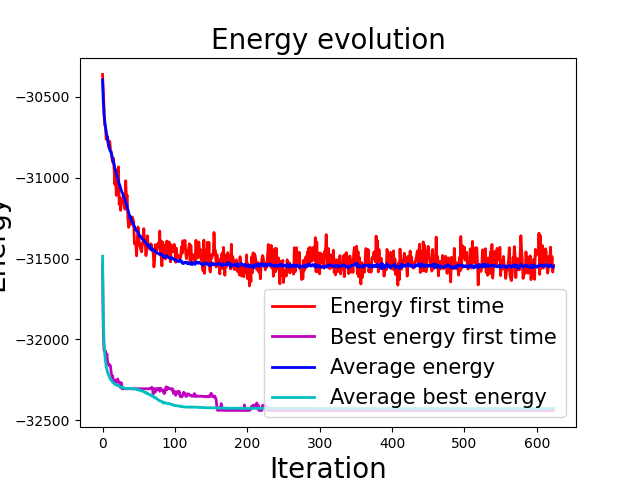 Energy evolution
Energy
−30500
−31000
−31500
−32000
−32500
Energy first time
Best energy first time
Average energy
Average best energy
0 100 200 300 400 500 600
Iteration